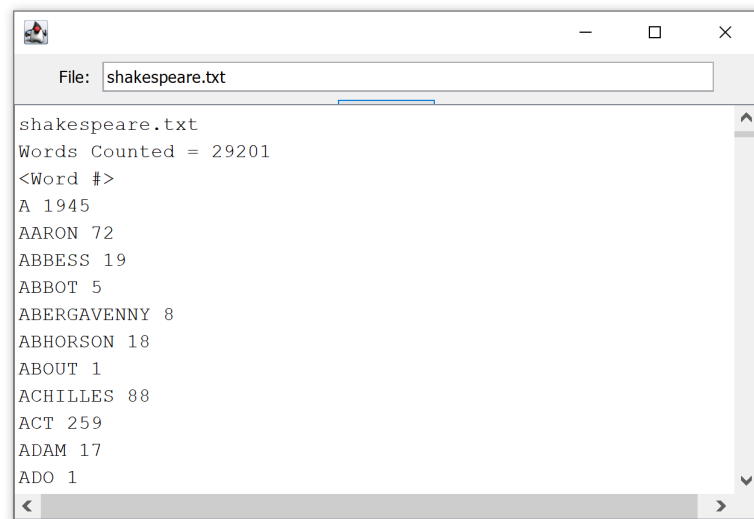 File: shakespeare.txt
shakespeare.txt
Words Counted = 29201
<Word #>
A 1945
AARON 72
ABBESS 19
ABBOT 5
ABERGAVENNY 8
ABHORSON 18
ABOUT 1
ACHILLES 88
ACT 259
ADAM 17
ADO 1